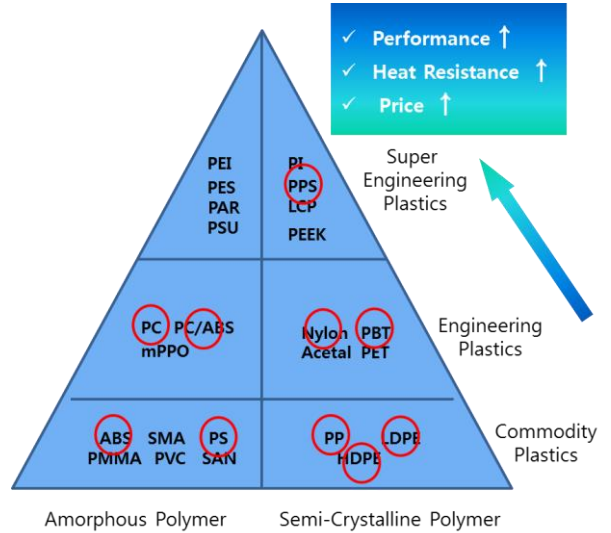 ✓ Performance ↑
✓ Heat Resistance ↑
✓ Price ↑
PEI
PES
PAR
PSU
PI
PPS
LCP
PEEK
Super
Engineering
Plastics
PC PC/ABS
mPPO
Nylon PBT
Acetal PET
Engineering
Plastics
ABS SMA PS
PMMA PVC SAN
PP LDPE
HDPE
Commodity
Plastics
Amorphous Polymer
Semi-Crystalline Polymer